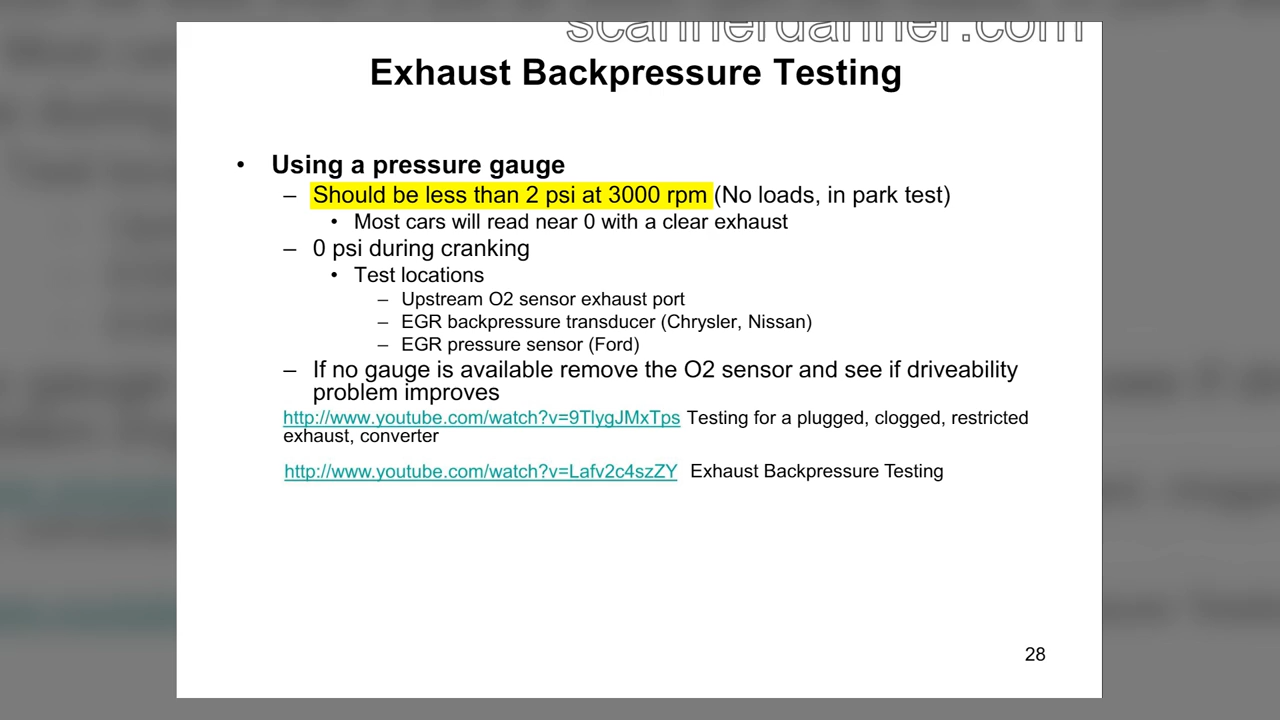 scannerdanner.com
Exhaust Backpressure Testing
• Using a pressure gauge
– Should be less than 2 psi at 3000 rpm (No loads, in park test)
• Most cars will read near 0 with a clear exhaust
– 0 psi during cranking
• Test locations
– Upstream O2 sensor exhaust port
– EGR backpressure transducer (Chrysler, Nissan)
– EGR pressure sensor (Ford)
– If no gauge is available remove the O2 sensor and see if driveability
problem improves
http://www.youtube.com/watch?v=9TlygJMxTps Testing for a plugged, clogged, restricted
exhaust, converter
http://www.youtube.com/watch?v=Lafv2c4szZY Exhaust Backpressure Testing
28